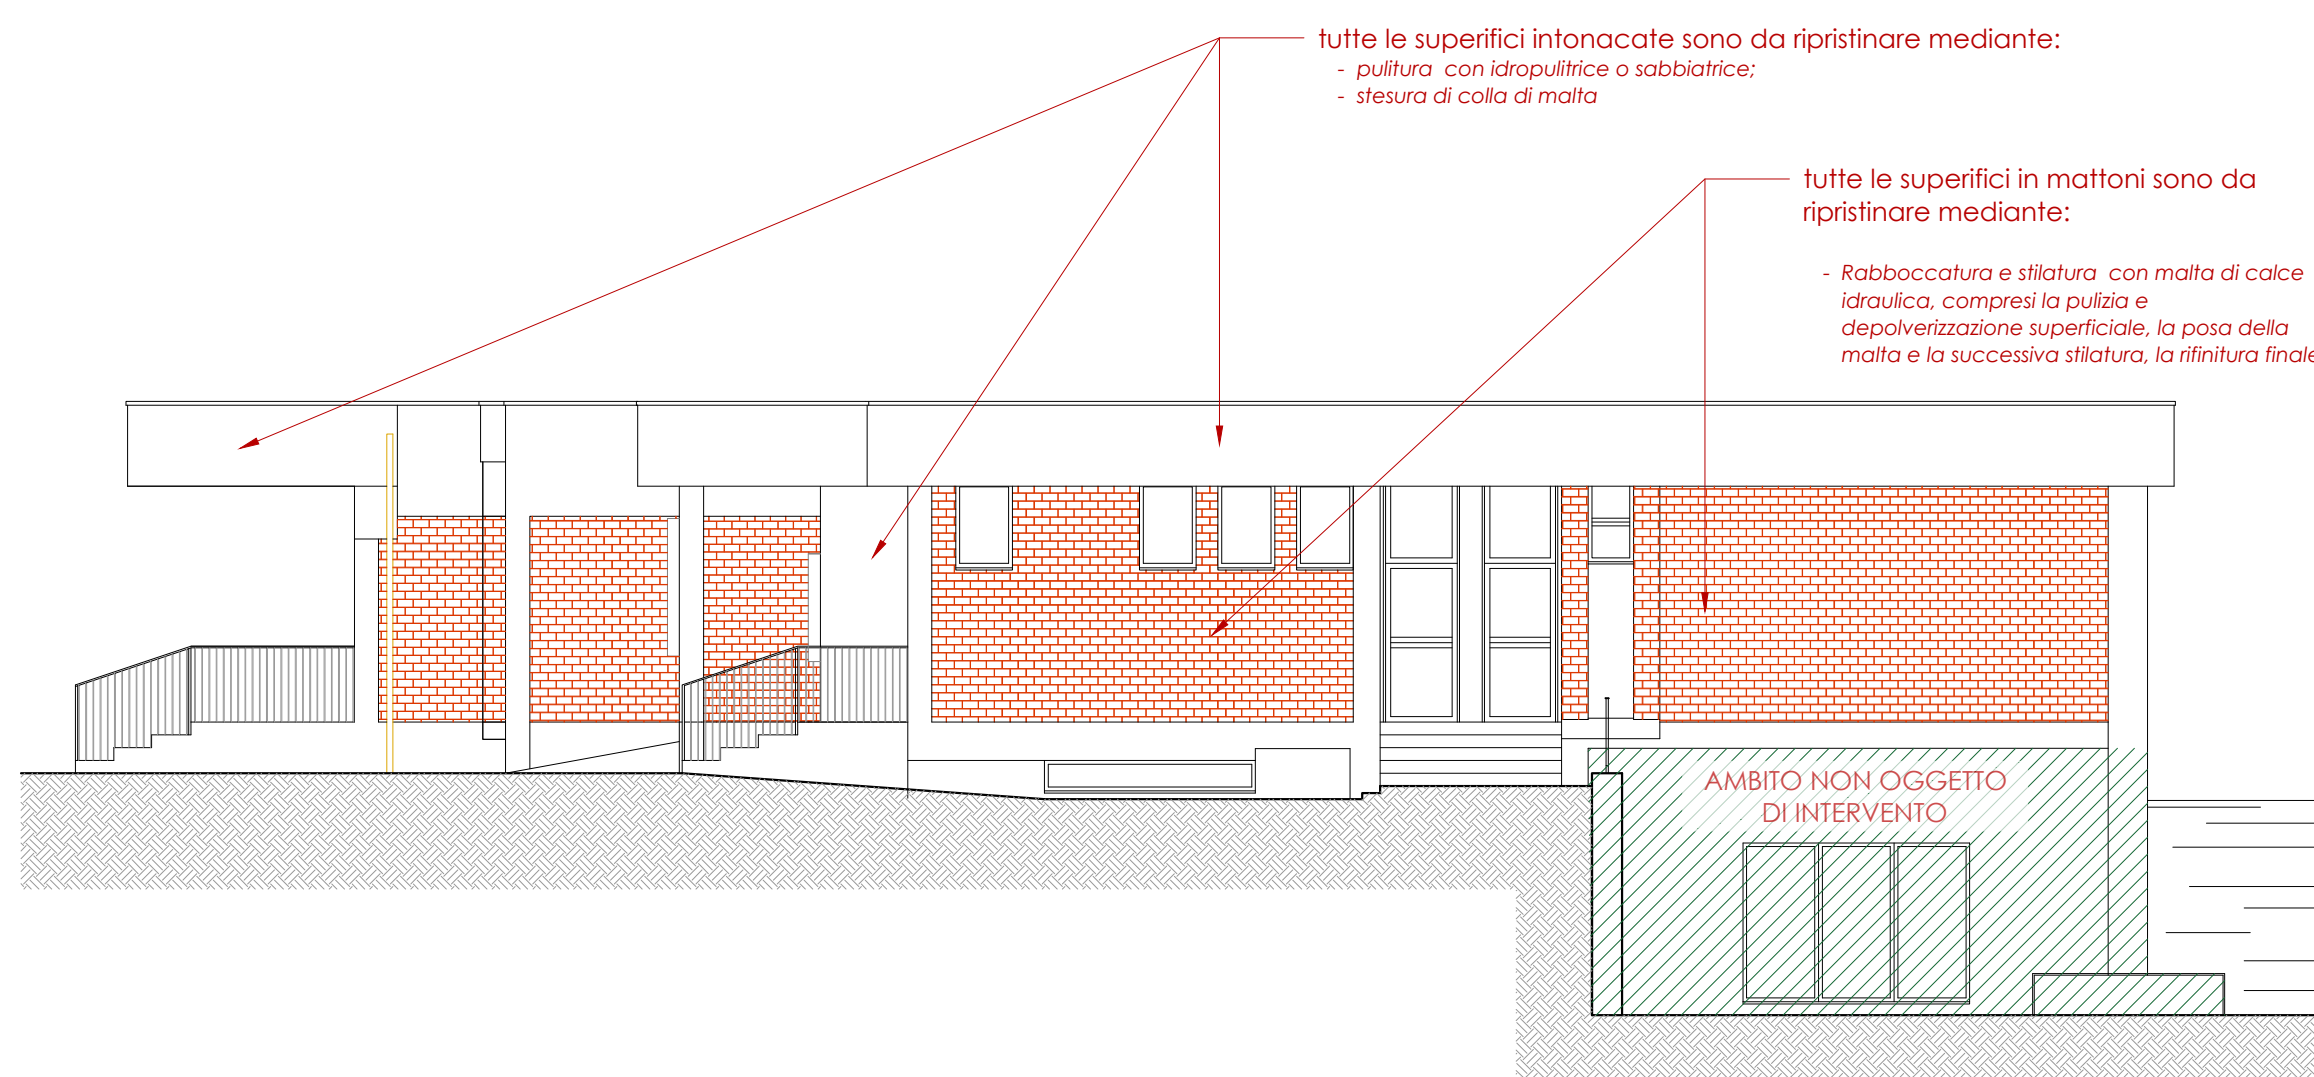 tutte le superifici intonacate sono da ripristinare mediante:
- pulitura con idropulitrice o sabbiatrice;
- stesura di colla di malta
tutte le superifici in mattoni sono da
ripristinare mediante:
- Rabboccatura e stilatura con malta di calce
idraulica, compresi la pulizia e
depolverizzazione superficiale, la posa della
malta e la successiva stilatura, la rifinitura finale
AMBITO NON OGGETTO
DI INTERVENTO